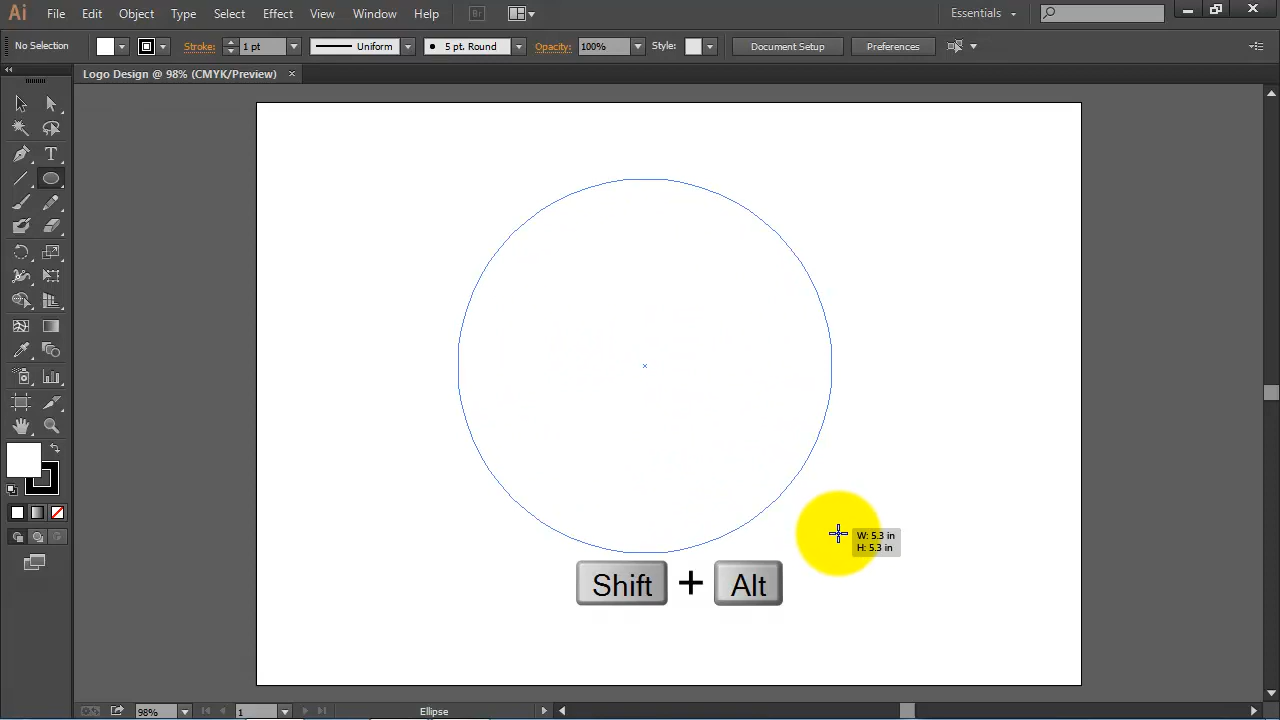 Ai File Edit Object Type Select Effect View Window Help Br Essentials
No Selection Stroke: 1 pt Uniform 5 pt. Round Opacity: 100% Style: Document Setup Preferences
Logo Design @ 98% (CMYK/Preview) ×
T
W: 5.3 in
H: 5.3 in
Shift + Alt
98% 1 Ellipse